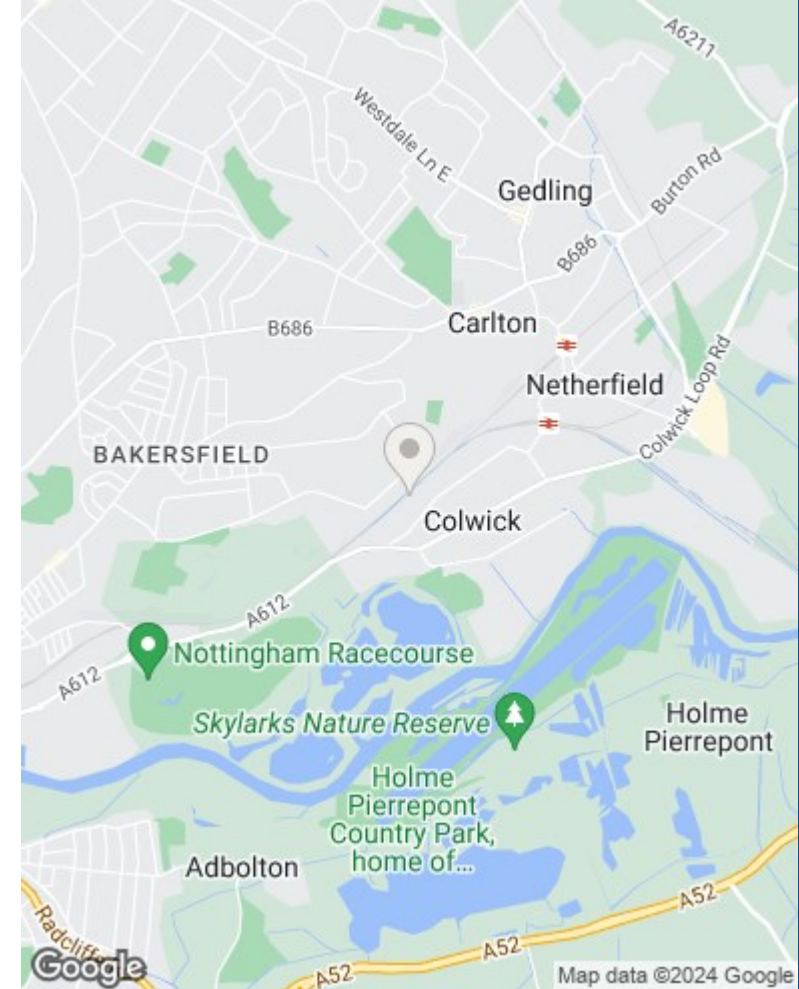 A6211
Westdale Ln E
Gedling
Burton Rd
B686
Carlton
B686
Netherfield
Colwick Loop Rd
BAKERSFIELD
Colwick
A612
Nottingham Racecourse
A612
Skylarks Nature Reserve
Holme
Pierrepont
Holme
Pierrepont
Country Park,
home of...
Adbolton
A52
Radcliffe
A52
A52
Google
Map data ©2024 Google